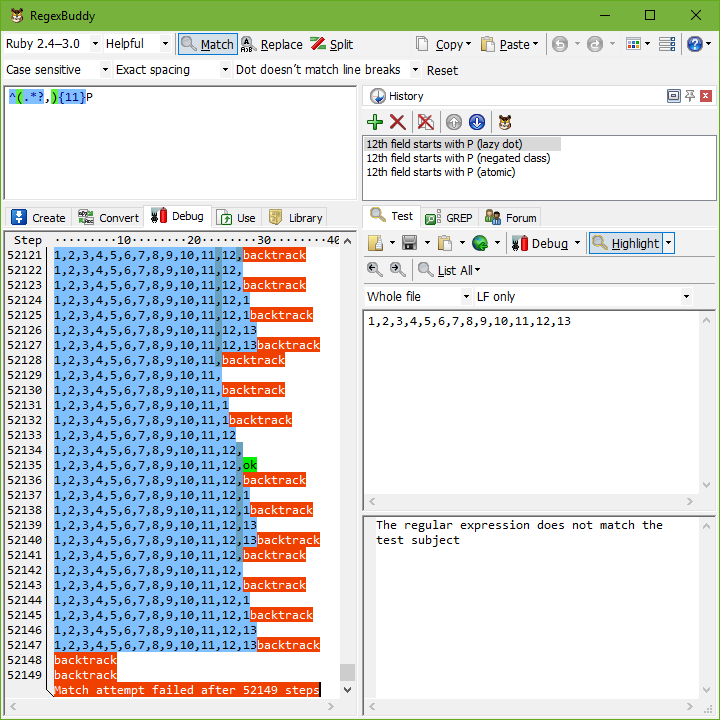 RegexBuddy
Ruby 2.4–3.0 Helpful Match Replace Split Copy Paste
Case sensitive Exact spacing Dot doesn't match line breaks Reset
^(.*?,){11}P
History
12th field starts with P (lazy dot)
12th field starts with P (negated class)
12th field starts with P (atomic)
Create Convert Debug Use Library
Step ·········10········20········30········40
52121 1,2,3,4,5,6,7,8,9,10,11,12,backtrack
52122 1,2,3,4,5,6,7,8,9,10,11,12,
52123 1,2,3,4,5,6,7,8,9,10,11,12,backtrack
52124 1,2,3,4,5,6,7,8,9,10,11,12,1
52125 1,2,3,4,5,6,7,8,9,10,11,12,1backtrack
52126 1,2,3,4,5,6,7,8,9,10,11,12,13
52127 1,2,3,4,5,6,7,8,9,10,11,12,13backtrack
52128 1,2,3,4,5,6,7,8,9,10,11,backtrack
52129 1,2,3,4,5,6,7,8,9,10,11,
52130 1,2,3,4,5,6,7,8,9,10,11,backtrack
52131 1,2,3,4,5,6,7,8,9,10,11,1
52132 1,2,3,4,5,6,7,8,9,10,11,1backtrack
52133 1,2,3,4,5,6,7,8,9,10,11,12
52134 1,2,3,4,5,6,7,8,9,10,11,12,
52135 1,2,3,4,5,6,7,8,9,10,11,12,ok
52136 1,2,3,4,5,6,7,8,9,10,11,12,backtrack
52137 1,2,3,4,5,6,7,8,9,10,11,12,1
52138 1,2,3,4,5,6,7,8,9,10,11,12,1backtrack
52139 1,2,3,4,5,6,7,8,9,10,11,12,13
52140 1,2,3,4,5,6,7,8,9,10,11,12,13backtrack
52141 1,2,3,4,5,6,7,8,9,10,11,12,backtrack
52142 1,2,3,4,5,6,7,8,9,10,11,12,
52143 1,2,3,4,5,6,7,8,9,10,11,12,backtrack
52144 1,2,3,4,5,6,7,8,9,10,11,12,1
52145 1,2,3,4,5,6,7,8,9,10,11,12,1backtrack
52146 1,2,3,4,5,6,7,8,9,10,11,12,13
52147 1,2,3,4,5,6,7,8,9,10,11,12,13backtrack
52148 backtrack
52149 backtrack
Match attempt failed after 52149 steps
Test GREP Forum
Debug Highlight
List All
Whole file LF only
1,2,3,4,5,6,7,8,9,10,11,12,13
The regular expression does not match the
test subject